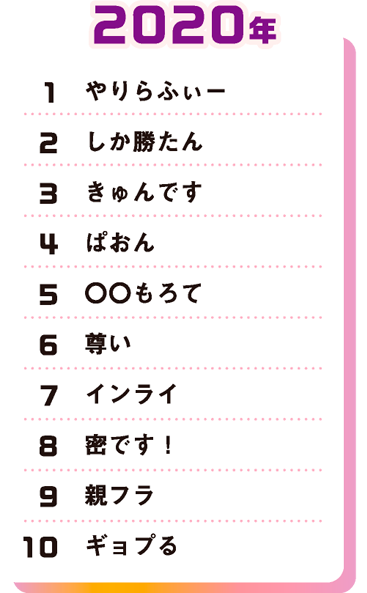 2020年
1 やりらふぃー
2 しか勝たん
3 きゅんです
4 ぱおん
5 〇〇もろて
6 尊い
7 インライ
8 密です！
9 親フラ
10 ギョプる